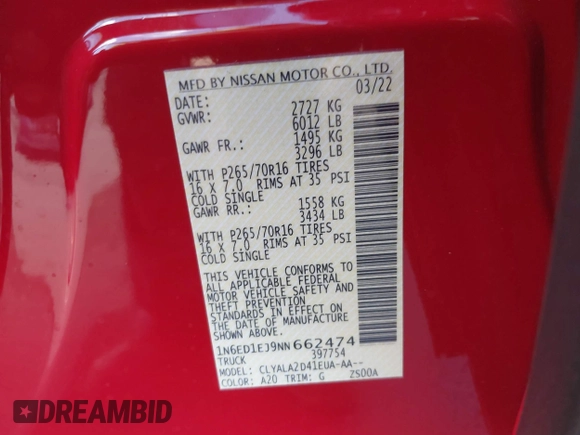 MFD BY NISSAN MOTOR CO., LTD.
DATE: 03/22
GVWR: 2727 KG
6012 LB
GAWR FR.: 1495 KG
3296 LB
WITH P265/70R16 TIRES
16 X 7.0 RIMS AT 35 PSI
COLD SINGLE
GAWR RR.: 1558 KG
3434 LB
WITH P265/70R16 TIRES
16 X 7.0 RIMS AT 35 PSI
COLD SINGLE
THIS VEHICLE CONFORMS TO
ALL APPLICABLE FEDERAL
MOTOR VEHICLE SAFETY AND
THEFT PREVENTION
STANDARDS IN EFFECT ON
THE DATE OF MANUFACTURE
SHOWN ABOVE.
1N6ED1EJ9NN662474
TRUCK 397754
MODEL: CLYALA2D41EUA-AA--
COLOR: A20 TRIM: G ZS00A
DREAMBID